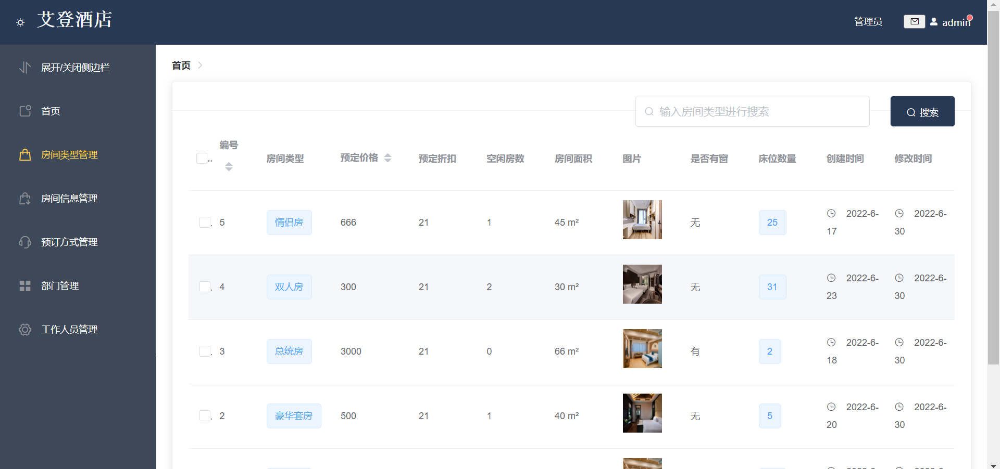 艾登酒店
管理员
admin
展开/关闭侧边栏
首页
房间类型管理
房间信息管理
预订方式管理
部门管理
工作人员管理
首页
输入房间类型进行搜索
搜索
.. 编号 房间类型 预定价格 预定折扣 空闲房数 房间面积 图片 是否有窗 床位数量 创建时间 修改时间
. 5 情侣房 666 21 1 45 m² 无 25 2022-6-17 2022-6-30
. 4 双人房 300 21 2 30 m² 无 31 2022-6-23 2022-6-30
. 3 总统房 3000 21 0 66 m² 有 2 2022-6-18 2022-6-30
. 2 豪华套房 500 21 1 40 m² 无 5 2022-6-20 2022-6-30